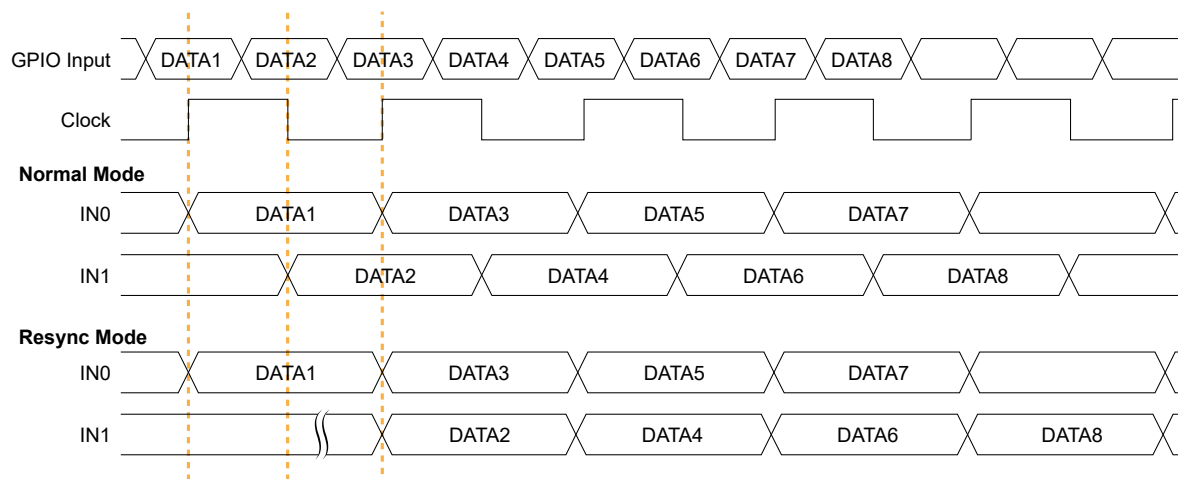 GPIO Input DATA1 DATA2 DATA3 DATA4 DATA5 DATA6 DATA7 DATA8
Clock
Normal Mode
IN0 DATA1 DATA3 DATA5 DATA7
IN1 DATA2 DATA4 DATA6 DATA8
Resync Mode
IN0 DATA1 DATA3 DATA5 DATA7
IN1 DATA2 DATA4 DATA6 DATA8